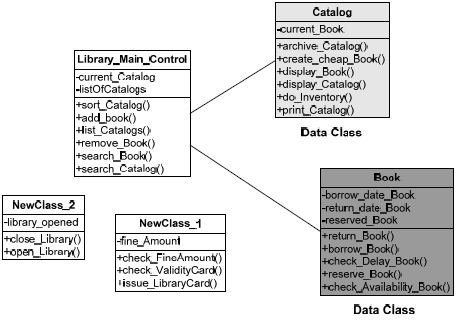 Catalog
-current_Book
+archive_Catalog()
+create_cheap_Book()
+display_Book()
+display_Catalog()
+do_Inventory()
+print_Catalog()
Data Class
Library_Main_Control
-current_Catalog
-listOfCatalogs
+sort_Catalog()
+add_book()
+list_Catalogs()
+remove_Book()
+search_Book()
+search_Catalog()
Book
-borrow_date_Book
-return_date_Book
-reserved_Book
+return_Book()
+borrow_Book()
+check_Delay_Book()
+reserve_Book()
+check_Availability_Book()
Data Class
NewClass_2
-library_opened
+close_Library()
+open_Library()
NewClass_1
-fine_Amount
+check_FineAmount()
+check_ValidityCard()
+issue_LibraryCard()